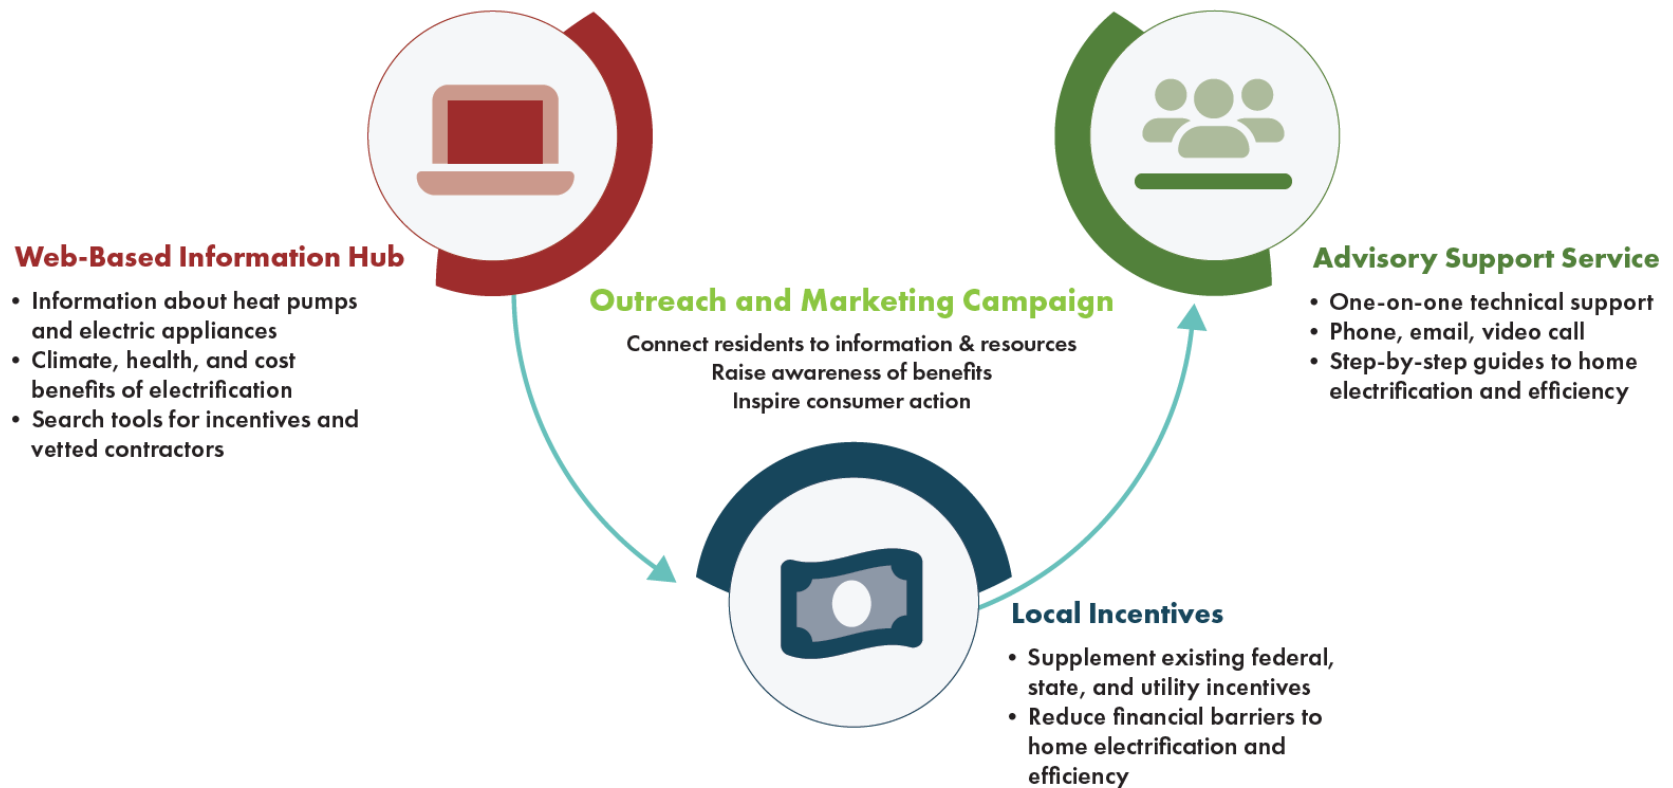 Web-Based Information Hub
• Information about heat pumps
and electric appliances
• Climate, health, and cost
benefits of electrification
• Search tools for incentives and
vetted contractors
Outreach and Marketing Campaign
Connect residents to information & resources
Raise awareness of benefits
Inspire consumer action
Advisory Support Service
• One-on-one technical support
• Phone, email, video call
• Step-by-step guides to home
electrification and efficiency
Local Incentives
• Supplement existing federal,
state, and utility incentives
• Reduce financial barriers to
home electrification and
efficiency